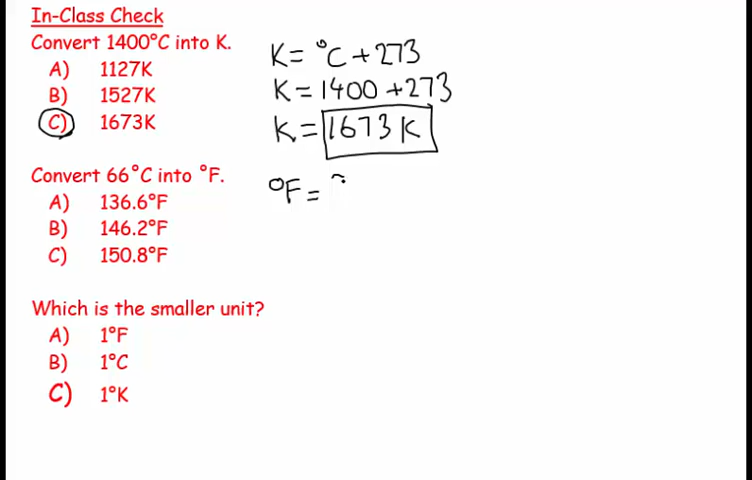 In-Class Check
Convert 1400°C into K.
A) 1127K
B) 1527K
C) 1673K
K = °C + 273
K = 1400 + 273
K = 1673 K
Convert 66°C into °F.
A) 136.6°F
B) 146.2°F
C) 150.8°F
°F =
Which is the smaller unit?
A) 1°F
B) 1°C
C) 1°K